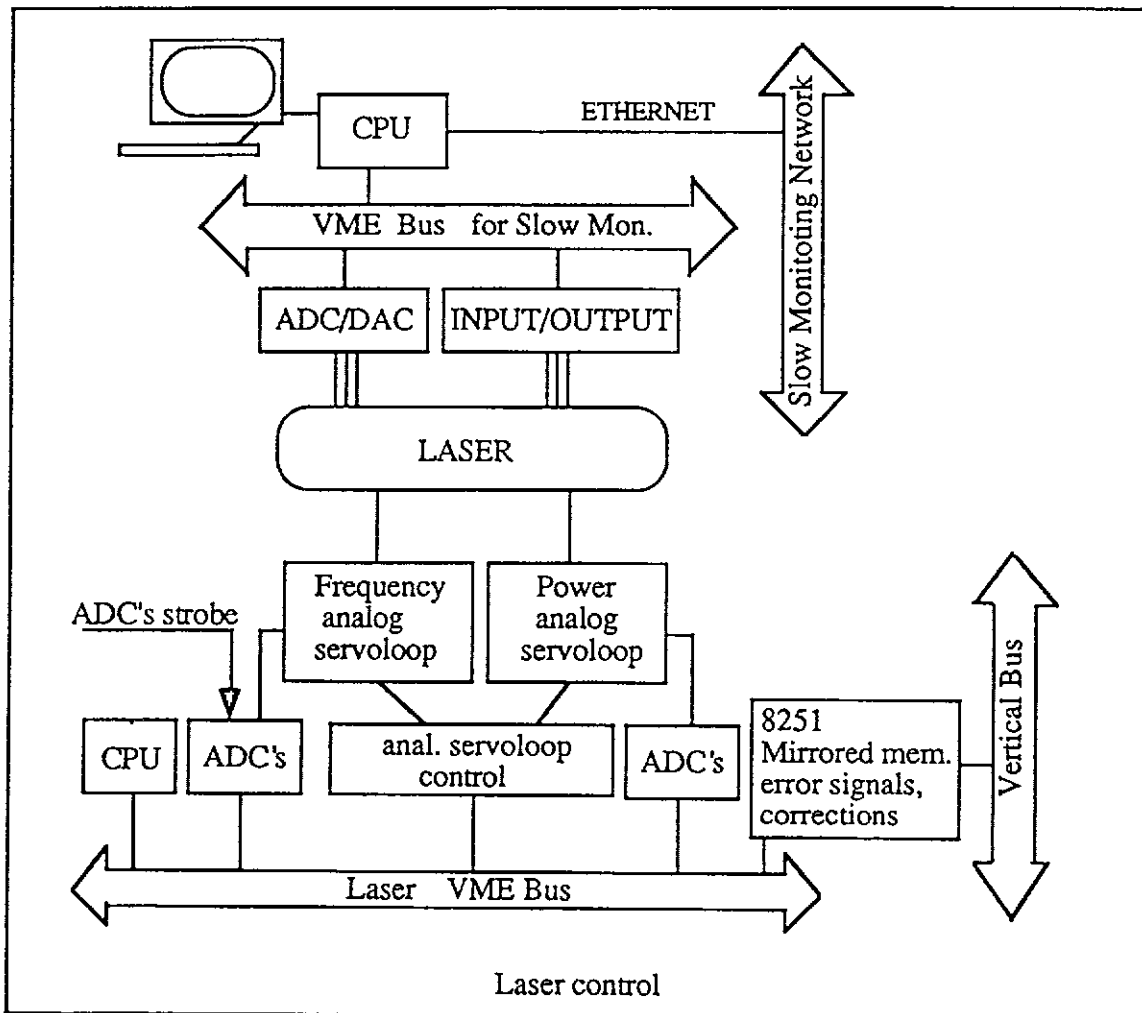 CPU
ETHERNET
Slow Monitoting Network
VME Bus for Slow Mon.
ADC/DAC
INPUT/OUTPUT
LASER
Frequency
analog
servoloop
Power
analog
servoloop
ADC's strobe
CPU
ADC's
anal. servoloop
control
ADC's
8251
Mirrored mem.
error signals,
corrections
Vertical Bus
Laser VME Bus
Laser control